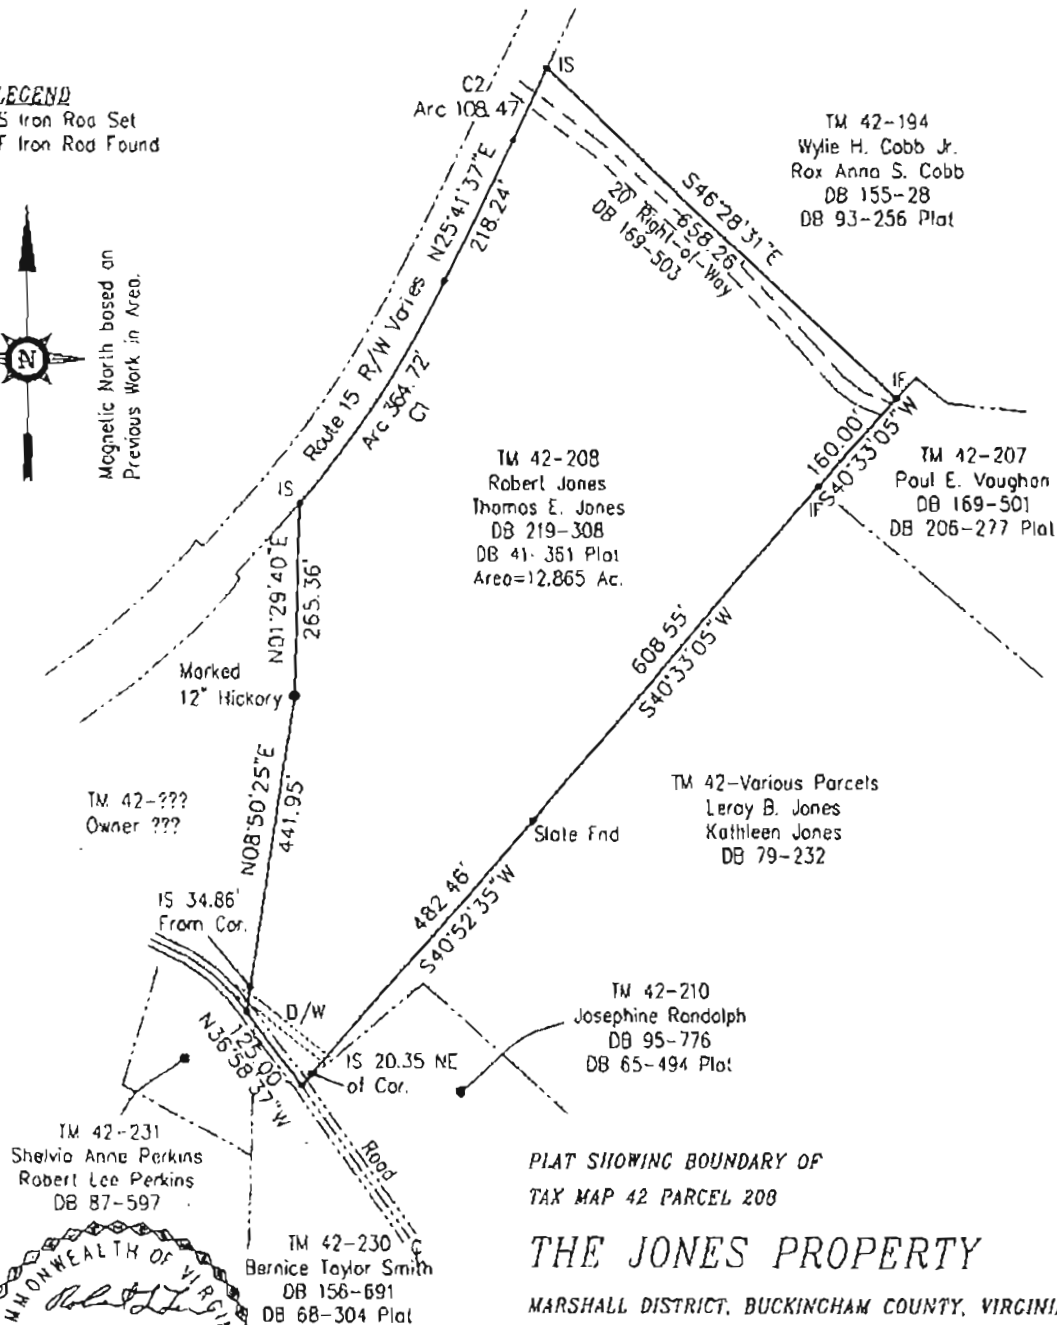 LEGEND
S Iron Rod Set
F Iron Rod Found
N
Magnetic North based on
Previous Work in Area.
C2
Arc 108.47'
IS
N25°41'37"E
218.24'
Route 15 R/W Varies
Arc 364.72'
C1
S46°28'31"E
658.26'
20' Right-of-Way
DB 169-503
TM 42-194
Wylie H. Cobb Jr.
Rox Anna S. Cobb
DB 155-28
DB 93-256 Plat
IF
160.00'
S40°33'05"W
IF
TM 42-207
Paul E. Vaughan
DB 169-501
DB 206-277 Plat
TM 42-208
Robert Jones
Thomas E. Jones
DB 219-308
DB 41-361 Plat
Area=12.865 Ac.
IS
N01°29'40"E
265.36'
Marked
12" Hickory
608.55'
S40°33'05"W
TM 42-???
Owner ???
N08°50'25"E
441.95'
TM 42-Various Parcels
Leroy B. Jones
Kathleen Jones
DB 79-232
Slate Fnd
482.46'
S40°52'35"W
IS 34.86'
From Cor.
D/W
N36°58'37"W
125.00'
IS 20.35 NE
of Cor.
TM 42-210
Josephine Randolph
DB 95-776
DB 65-494 Plat
Road
TM 42-231
Shelvia Anne Perkins
Robert Lee Perkins
DB 87-597
TM 42-230
Bernice Taylor Smith
DB 156-691
DB 68-304 Plat
MMONWEALTH OF VIRGIN
PLAT SHOWING BOUNDARY OF
TAX MAP 42 PARCEL 208
THE JONES PROPERTY
MARSHALL DISTRICT, BUCKINGHAM COUNTY, VIRGINI